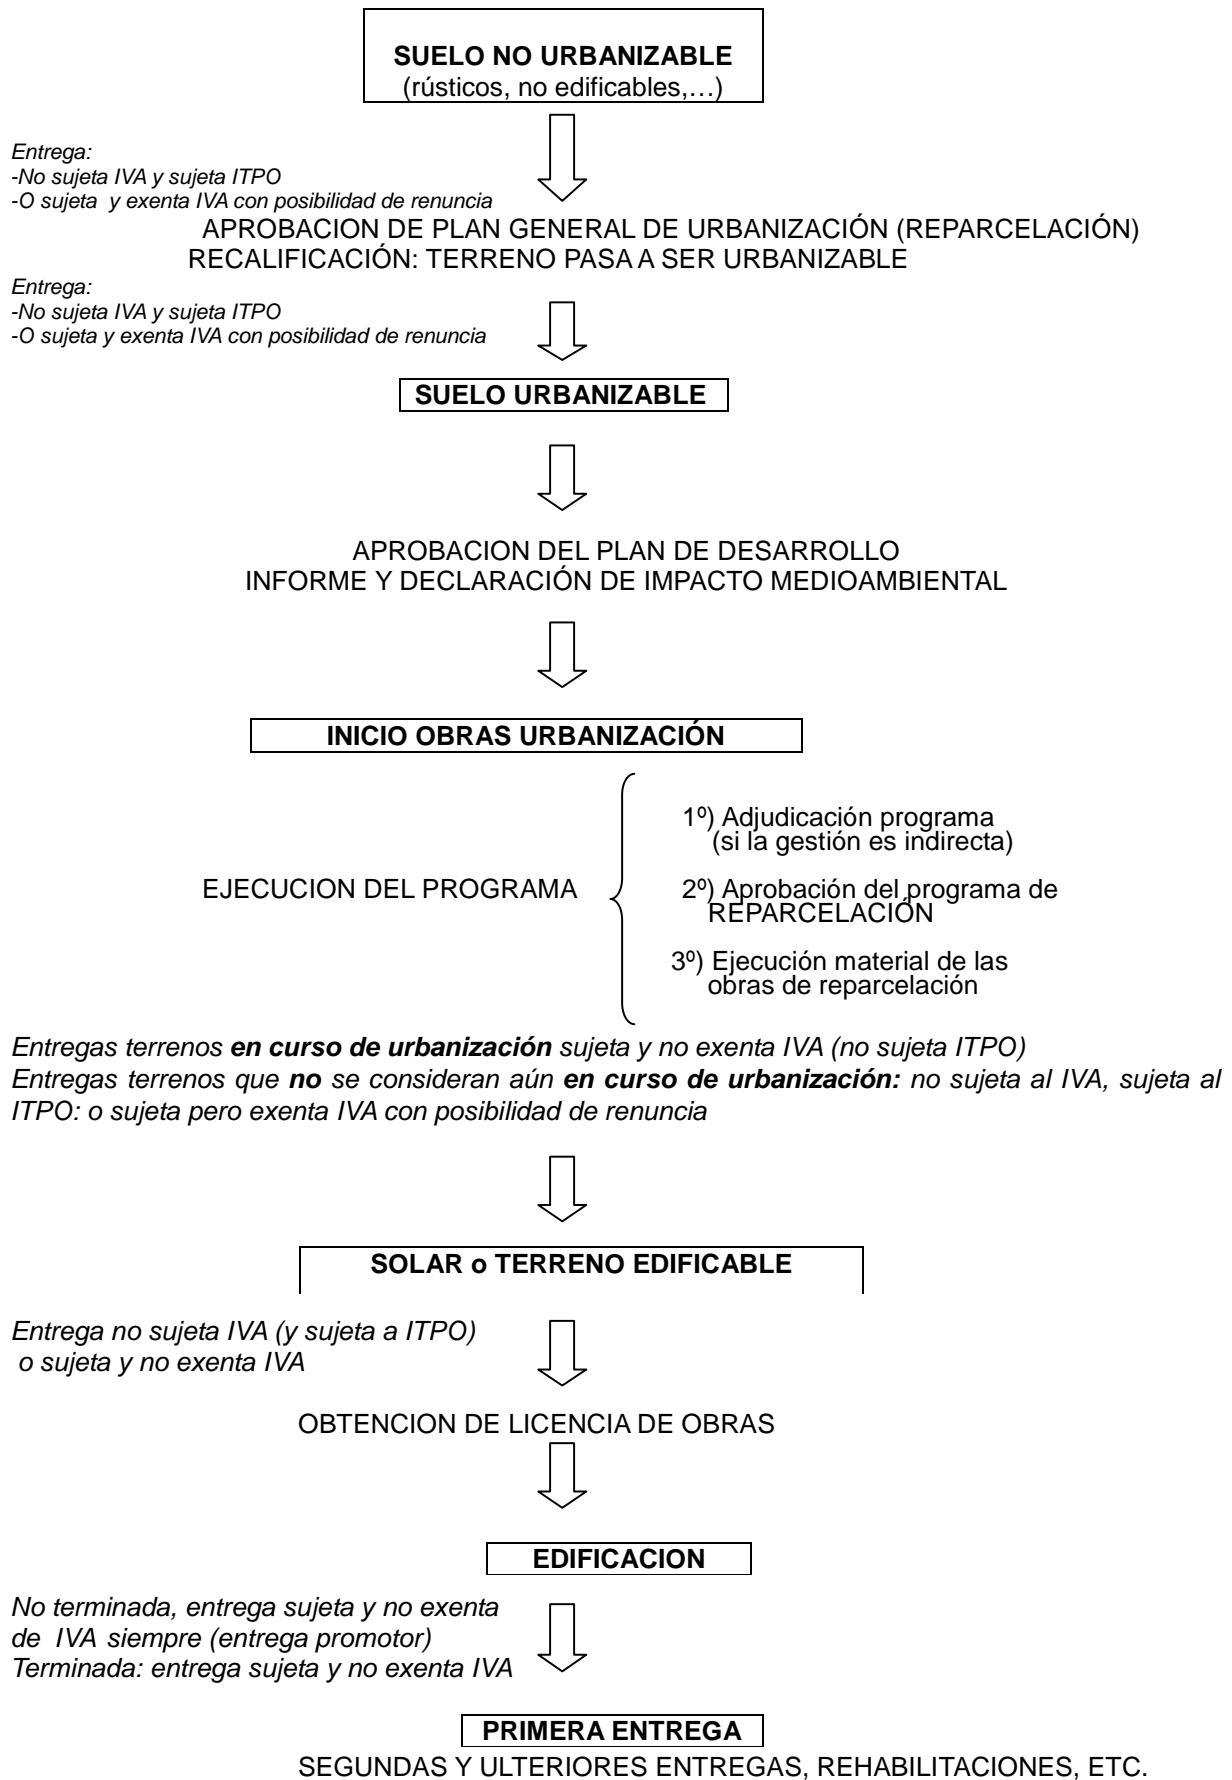 SUELO NO URBANIZABLE
(rústicos, no edificables,…)
Entrega:
-No sujeta IVA y sujeta ITPO
-O sujeta y exenta IVA con posibilidad de renuncia
APROBACION DE PLAN GENERAL DE URBANIZACIÓN (REPARCELACIÓN)
RECALIFICACIÓN: TERRENO PASA A SER URBANIZABLE
Entrega:
-No sujeta IVA y sujeta ITPO
-O sujeta y exenta IVA con posibilidad de renuncia
SUELO URBANIZABLE
APROBACION DEL PLAN DE DESARROLLO
INFORME Y DECLARACIÓN DE IMPACTO MEDIOAMBIENTAL
INICIO OBRAS URBANIZACIÓN
EJECUCION DEL PROGRAMA
1º) Adjudicación programa
(si la gestión es indirecta)
2º) Aprobación del programa de
REPARCELACIÓN
3º) Ejecución material de las
obras de reparcelación
Entregas terrenos en curso de urbanización sujeta y no exenta IVA (no sujeta ITPO)
Entregas terrenos que no se consideran aún en curso de urbanización: no sujeta al IVA, sujeta al
ITPO: o sujeta pero exenta IVA con posibilidad de renuncia
SOLAR o TERRENO EDIFICABLE
Entrega no sujeta IVA (y sujeta a ITPO)
o sujeta y no exenta IVA
OBTENCION DE LICENCIA DE OBRAS
EDIFICACION
No terminada, entrega sujeta y no exenta
de IVA siempre (entrega promotor)
Terminada: entrega sujeta y no exenta IVA
PRIMERA ENTREGA
SEGUNDAS Y ULTERIORES ENTREGAS, REHABILITACIONES, ETC.